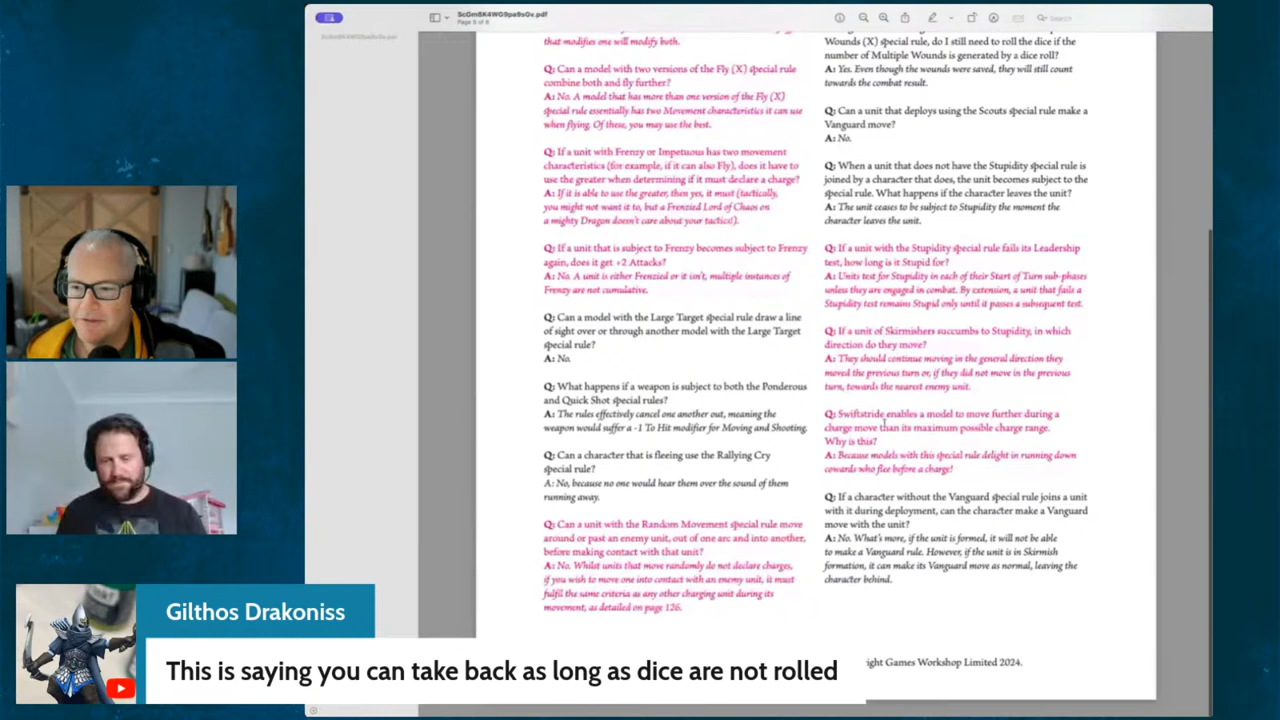 ScGm8K4WG9pa9sGv.pdf
Page 5 of 8
Search
that modifies one will modify both.
Q: Can a model with two versions of the Fly (X) special rule
combine both and fly further?
A: No. A model that has more than one version of the Fly (X)
special rule essentially has two Movement characteristics it can use
when flying. Of these, you may use the best.
Q: If a unit with Frenzy or Impetuous has two movement
characteristics (for example, if it can also Fly), does it have to
use the greater when determining if it must declare a charge?
A: If it is able to use the greater, then yes, it must (tactically,
you might not want it to, but a Frenzied Lord of Chaos on
a mighty Dragon doesn't care about your tactics!).
Q: If a unit that is subject to Frenzy becomes subject to Frenzy
again, does it get +2 Attacks?
A: No. A unit is either Frenzied or it isn't, multiple instances of
Frenzy are not cumulative.
Q: Can a model with the Large Target special rule draw a line
of sight over or through another model with the Large Target
special rule?
A: No.
Q: What happens if a weapon is subject to both the Ponderous
and Quick Shot special rules?
A: The rules effectively cancel one another out, meaning the
weapon would suffer a -1 To Hit modifier for Moving and Shooting.
Q: Can a character that is fleeing use the Rallying Cry
special rule?
A: No, because no one would hear them over the sound of them
running away.
Q: Can a unit with the Random Movement special rule move
around or past an enemy unit, out of one arc and into another,
before making contact with that unit?
A: No. Whilst units that move randomly do not declare charges,
if you wish to move one into contact with an enemy unit, it must
fulfil the same criteria as any other charging unit during its
movement, as detailed on page 126.
Wounds (X) special rule, do I still need to roll the dice if the
number of Multiple Wounds is generated by a dice roll?
A: Yes. Even though the wounds were saved, they will still count
towards the combat result.
Q: Can a unit that deploys using the Scouts special rule make a
Vanguard move?
A: No.
Q: When a unit that does not have the Stupidity special rule is
joined by a character that does, the unit becomes subject to the
special rule. What happens if the character leaves the unit?
A: The unit ceases to be subject to Stupidity the moment the
character leaves the unit.
Q: If a unit with the Stupidity special rule fails its Leadership
test, how long is it Stupid for?
A: Units test for Stupidity in each of their Start of Turn sub-phases
unless they are engaged in combat. By extension, a unit that fails a
Stupidity test remains Stupid only until it passes a subsequent test.
Q: If a unit of Skirmishers succumbs to Stupidity, in which
direction do they move?
A: They should continue moving in the general direction they
moved the previous turn or, if they did not move in the previous
turn, towards the nearest enemy unit.
Q: Swiftstride enables a model to move further during a
charge move than its maximum possible charge range.
Why is this?
A: Because models with this special rule delight in running down
cowards who flee before a charge!
Q: If a character without the Vanguard special rule joins a unit
with it during deployment, can the character make a Vanguard
move with the unit?
A: No. What's more, if the unit is formed, it will not be able
to make a Vanguard rule. However, if the unit is in Skirmish
formation, it can make its Vanguard move as normal, leaving the
character behind.
ight Games Workshop Limited 2024.
Gilthos Drakoniss
This is saying you can take back as long as dice are not rolled